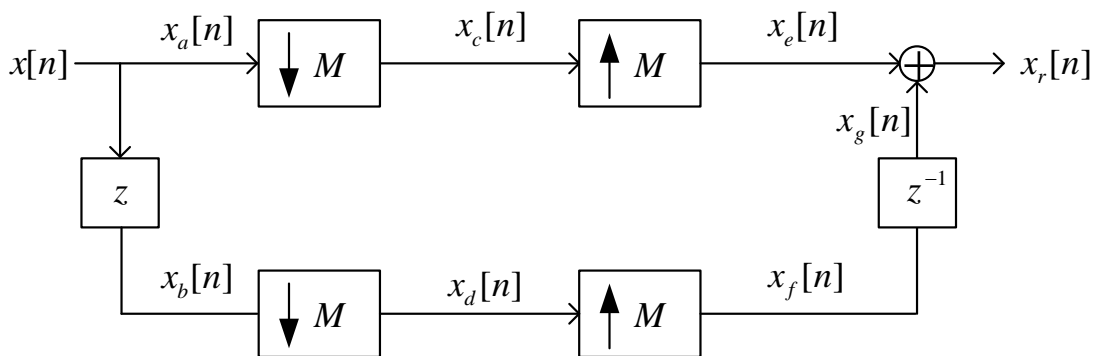 x[n] x_a[n] ↓ M x_c[n] ↑ M x_e[n] + x_r[n]
x_g[n]
z z⁻¹
x_b[n] ↓ M x_d[n] ↑ M x_f[n]